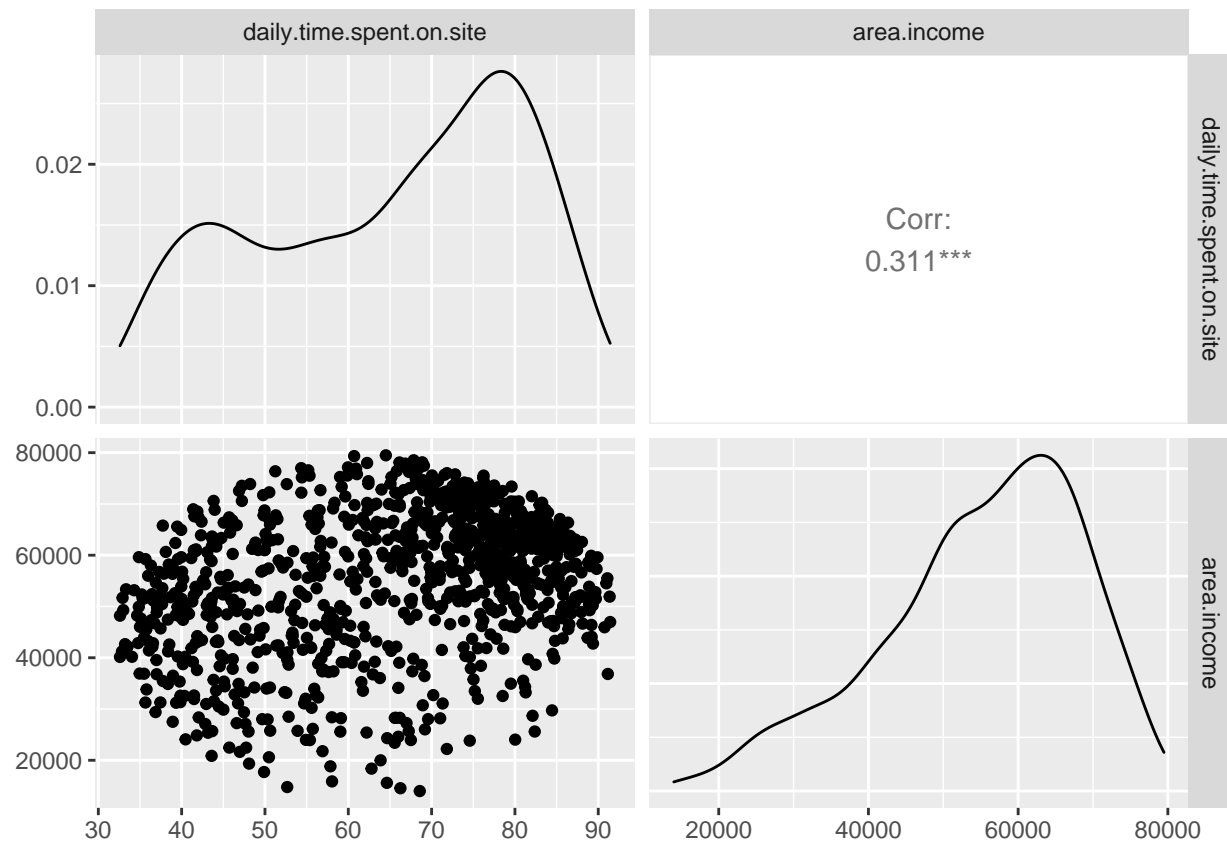 daily.time.spent.on.site
area.income
0.02
0.01
0.00
Corr:
0.311***
daily.time.spent.on.site
80000
60000
40000
20000
area.income
30 40 50 60 70 80 90
20000 40000 60000 80000